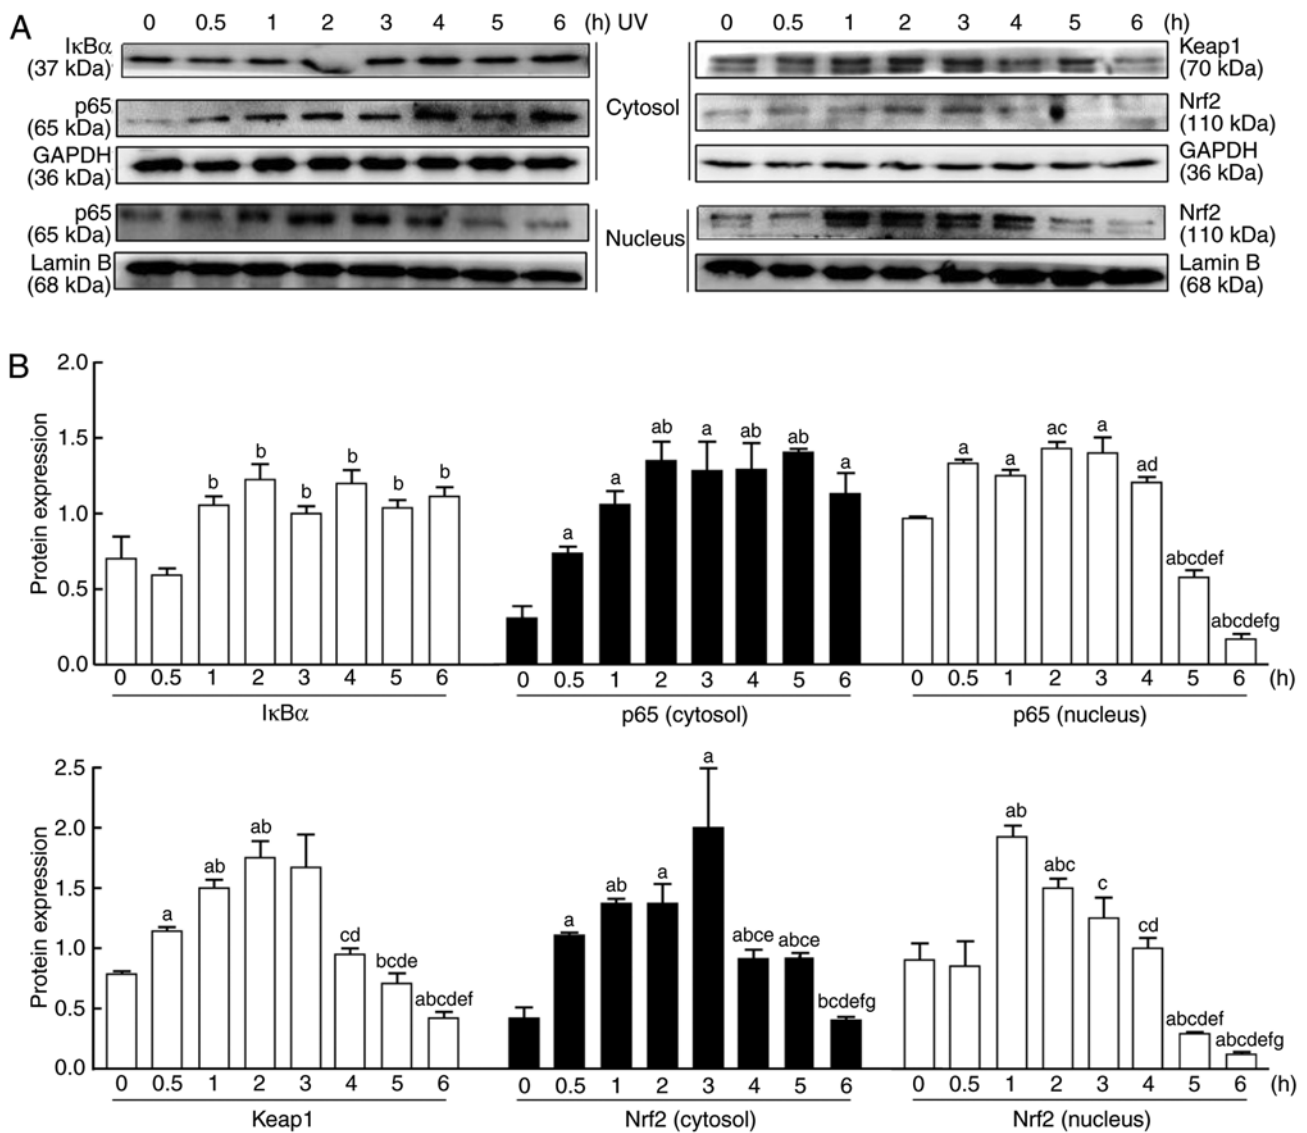 A
0 0.5 1 2 3 4 5 6 (h) UV 0 0.5 1 2 3 4 5 6 (h)
IκBα
(37 kDa)
p65
(65 kDa)
GAPDH
(36 kDa)
p65
(65 kDa)
Lamin B
(68 kDa)
Cytosol
Nucleus
Keap1
(70 kDa)
Nrf2
(110 kDa)
GAPDH
(36 kDa)
Nrf2
(110 kDa)
Lamin B
(68 kDa)
B
Protein expression
2.0
1.5
1.0
0.5
0.0
b b b b b b
a a ab a ab ab a
a a ac a ad abcdef abcdefg
0 0.5 1 2 3 4 5 6 0 0.5 1 2 3 4 5 6 0 0.5 1 2 3 4 5 6 (h)
IκBα p65 (cytosol) p65 (nucleus)
Protein expression
2.5
2.0
1.5
1.0
0.5
0.0
a ab ab cd bcde abcdef
a ab a a abce abce bcdefg
ab abc c cd abcdef abcdefg
0 0.5 1 2 3 4 5 6 0 0.5 1 2 3 4 5 6 0 0.5 1 2 3 4 5 6 (h)
Keap1 Nrf2 (cytosol) Nrf2 (nucleus)